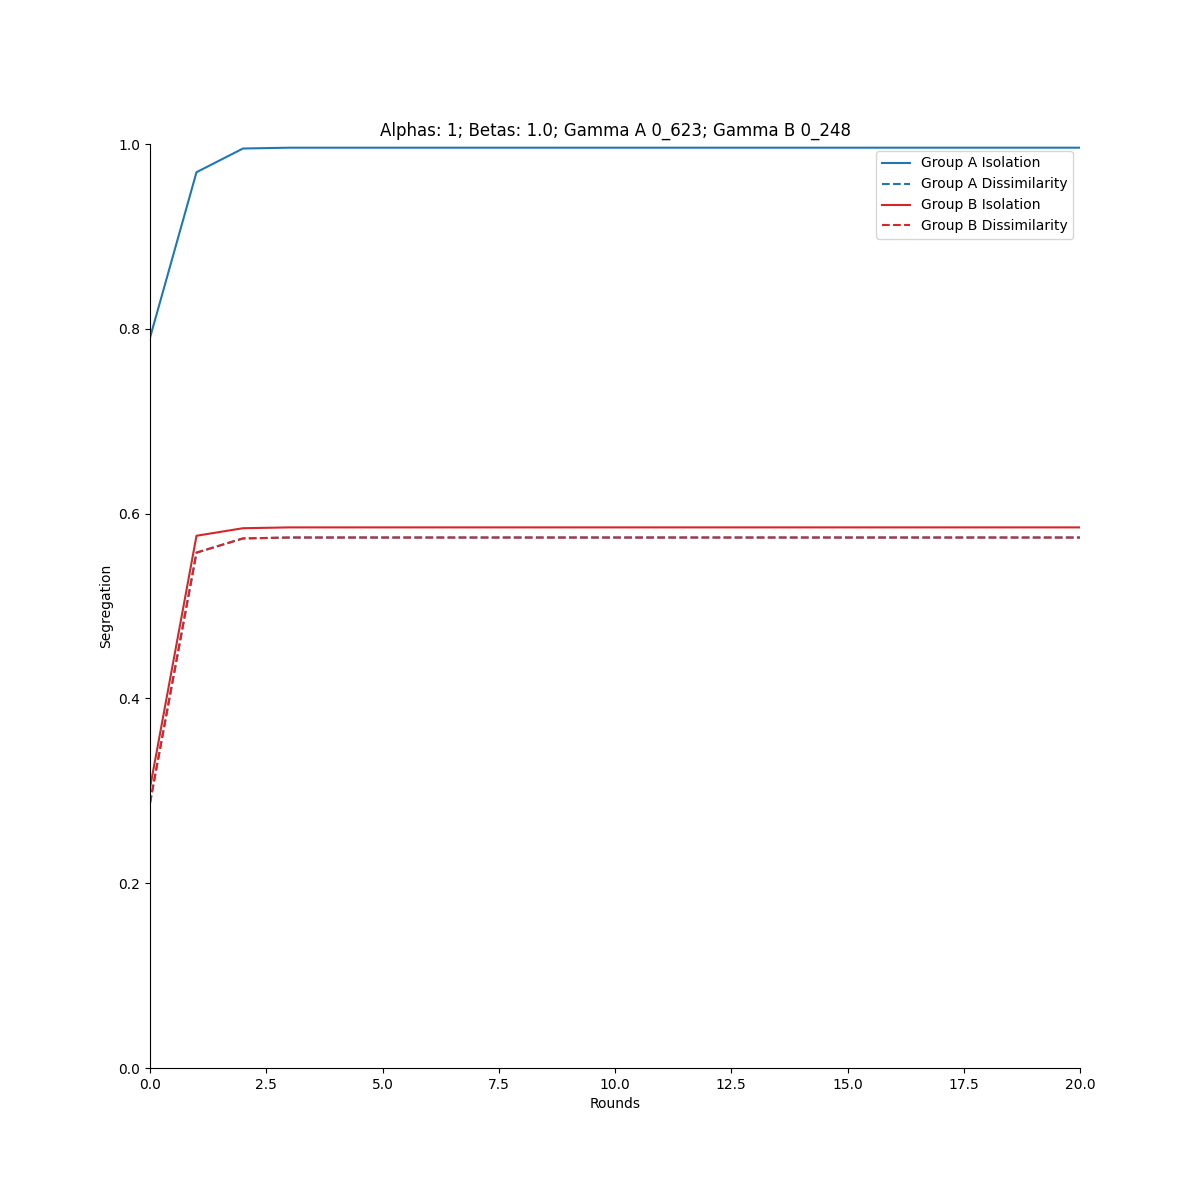 Alphas: 1; Betas: 1.0; Gamma A 0_623; Gamma B 0_248
1.0
Group A Isolation
Group A Dissimilarity
Group B Isolation
Group B Dissimilarity
0.8
0.6
Segregation
0.4
0.2
0.0
0.0 2.5 5.0 7.5 10.0 12.5 15.0 17.5 20.0
Rounds